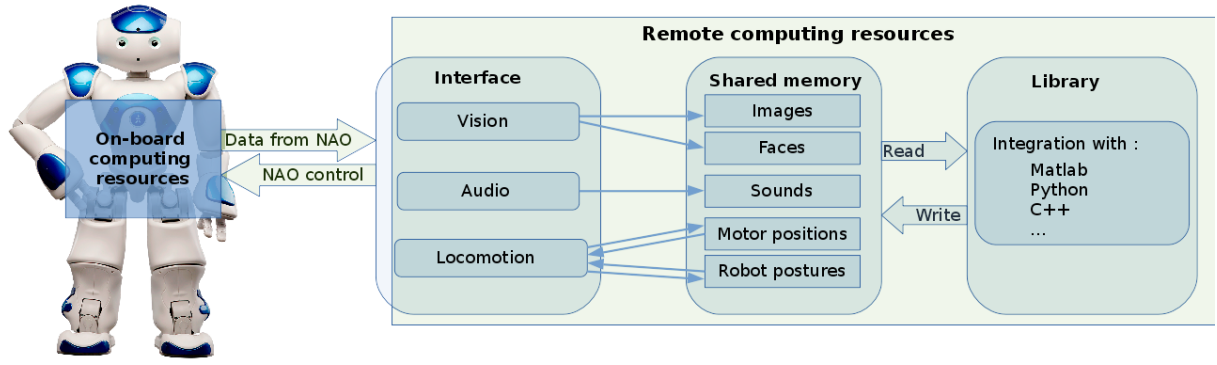 Remote computing resources
On-board
computing
resources
Data from NAO
NAO control
Interface
Vision
Audio
Locomotion
Shared memory
Images
Faces
Sounds
Motor positions
Robot postures
Read
Write
Library
Integration with :
Matlab
Python
C++
...